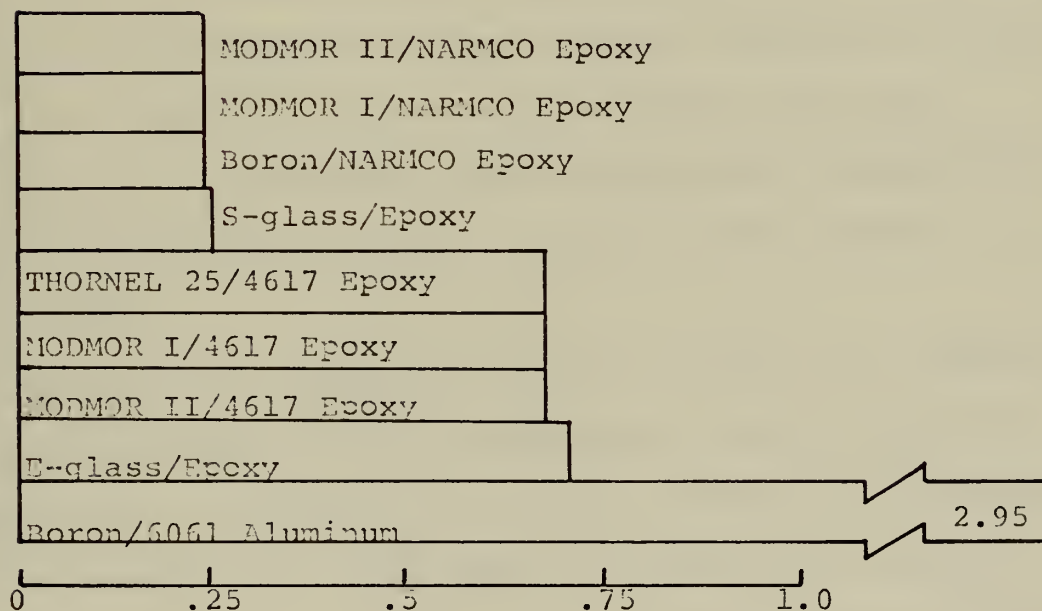 MODMOR II/NARMCO Epoxy
MODMOR I/NARMCO Epoxy
Boron/NARMCO Epoxy
S-glass/Epoxy
THORNEL 25/4617 Epoxy
MODMOR I/4617 Epoxy
MODMOR II/4617 Epoxy
E-glass/Epoxy
Boron/6061 Aluminum
2.95
0 .25 .5 .75 1.0